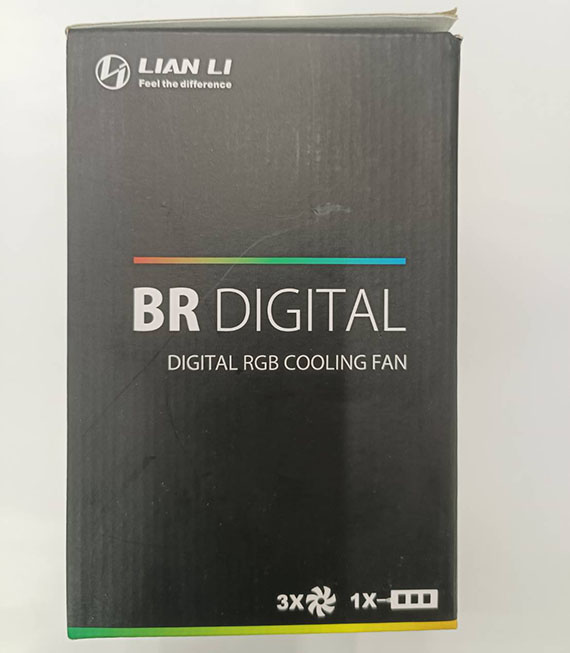 LIAN LI
Feel the difference
BR DIGITAL
DIGITAL RGB COOLING FAN
3X 1X